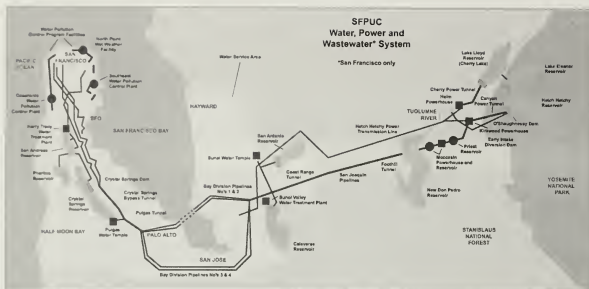 SFPUC
Water, Power and
Wastewater* System
*San Francisco only
Water Pollution
Control Program Facilities
North Point
Wet Weather
Facility
SAN
FRANCISCO
PACIFIC
OCEAN
Southeast
Water Pollution
Control Plant
Oceanside
Water
Pollution
Control Plant
SFO
Harry Tracy
Water
Treatment
Plant
SAN FRANCISCO BAY
San Andreas
Reservoir
Pilarcitos
Reservoir
Crystal
Springs
Reservoir
Crystal Springs Dam
Crystal Springs
Bypass Tunnel
Pulgas Tunnel
HALF MOON BAY
Pulgas
Water Temple
PALO ALTO
SAN JOSE
Bay Division Pipelines
No's 1 & 2
Bay Division Pipelines No's 3 & 4
Water Service Area
HAYWARD
Sunol Water Temple
San Antonio
Reservoir
Coast Range
Tunnel
Sunol Valley
Water Treatment Plant
Calaveras
Reservoir
San Joaquin
Pipelines
Hetch Hetchy Power
Transmission Line
Foothill
Tunnel
Lake Lloyd
Reservoir
(Cherry Lake)
Lake Eleanor
Reservoir
Cherry Power Tunnel
Holm
Powerhouse
Canyon
Power Tunnel
Hetch Hetchy
Reservoir
TUOLUMNE
RIVER
O'Shaughnessy Dam
Kirkwood Powerhouse
Early Intake
Diversion Dam
Priest
Reservoir
Moccasin
Powerhouse and
Reservoir
New Don Pedro
Reservoir
YOSEMITE
NATIONAL
PARK
STANISLAUS
NATIONAL
FOREST